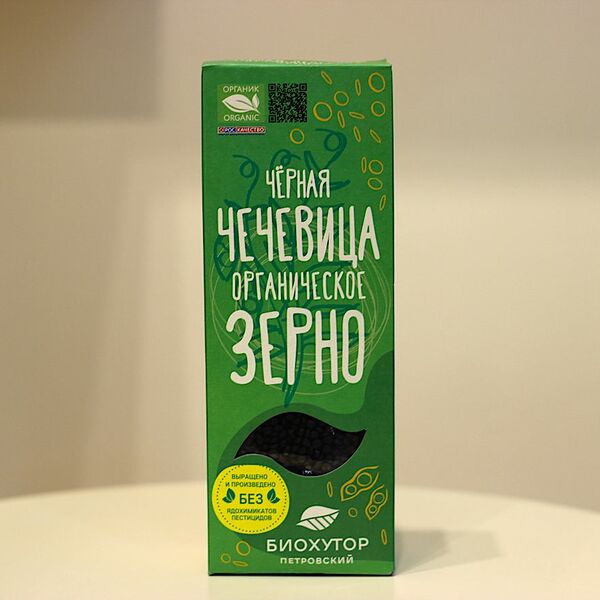 ОРГАНИК
ORGANIC
ЧЁРНАЯ
ЧЕЧЕВИЦА
ОРГАНИЧЕСКОЕ
ЗЕРНО
ВЫРАЩЕНО
И ПРОИЗВЕДЕНО
БЕЗ
ЯДОХИМИКАТОВ
ПЕСТИЦИДОВ
БИОХУТОР
ПЕТРОВСКИЙ